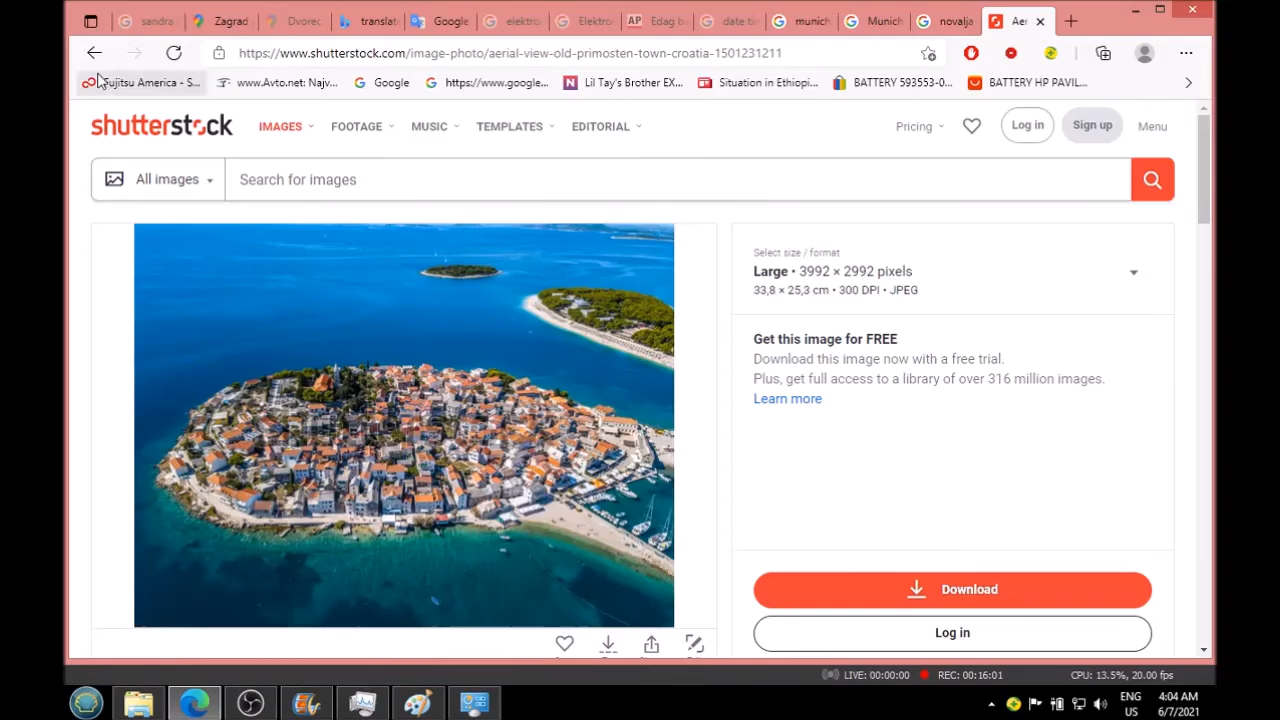 sandra
Zagrad
Dvorec
translat
Google
elektro
Elektro
Edag b
date ti
munich
Munich
novalja
Aer
https://www.shutterstock.com/image-photo/aerial-view-old-primosten-town-croatia-1501231211
Fujitsu America - S...
www.Avto.net: Najv...
Google
https://www.google...
Lil Tay's Brother EX...
Situation in Ethiopi...
BATTERY 593553-0...
BATTERY HP PAVIL...
shutterstock
IMAGES
FOOTAGE
MUSIC
TEMPLATES
EDITORIAL
Pricing
Log in
Sign up
Menu
All images
Search for images
Select size / format
Large • 3992 × 2992 pixels
33,8 × 25,3 cm • 300 DPI • JPEG
Get this image for FREE
Download this image now with a free trial.
Plus, get full access to a library of over 316 million images.
Learn more
Download
Log in
LIVE: 00:00:00
REC: 00:16:01
CPU: 13.5%, 20.00 fps
ENG
US
4:04 AM
6/7/2021